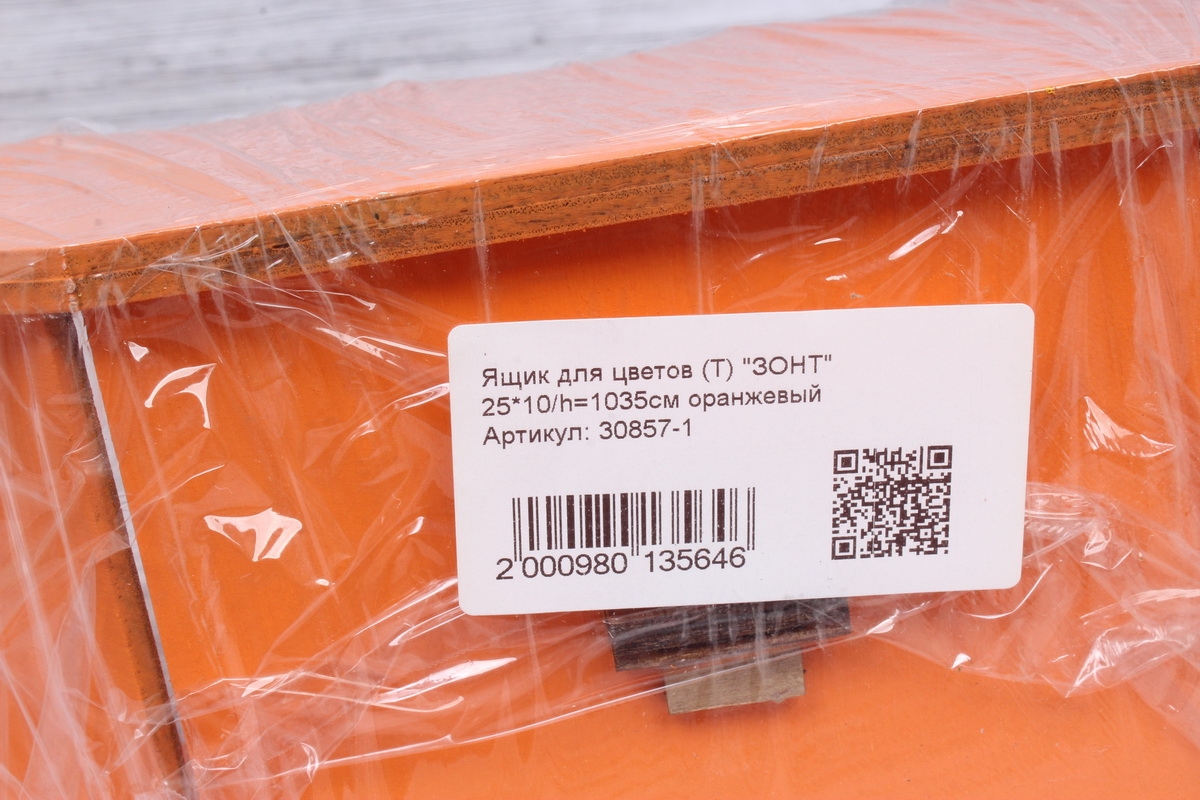 Ящик для цветов (Т) "ЗОНТ"
25*10/h=1035см оранжевый
Артикул: 30857-1
2 000980 135646